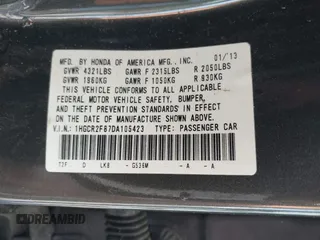 MFD. BY HONDA OF AMERICA MFG.,INC. 01/13
GVWR 4321LBS GAWR F 2315LBS R 2050LBS
GVWR 1960KG GAWR F 1050KG R 930KG
THIS VEHICLE CONFORMS TO ALL APPLICABLE
FEDERAL MOTOR VEHICLE SAFETY, BUMPER,
AND THEFT PREVENTION STANDARDS IN EFFECT
ON THE DATE OF MANUFACTURE SHOWN ABOVE.
V.I.N: 1HGCR2F87DA105423 TYPE: PASSENGER CAR
D LKB - G538M - A - A
DREAMBID